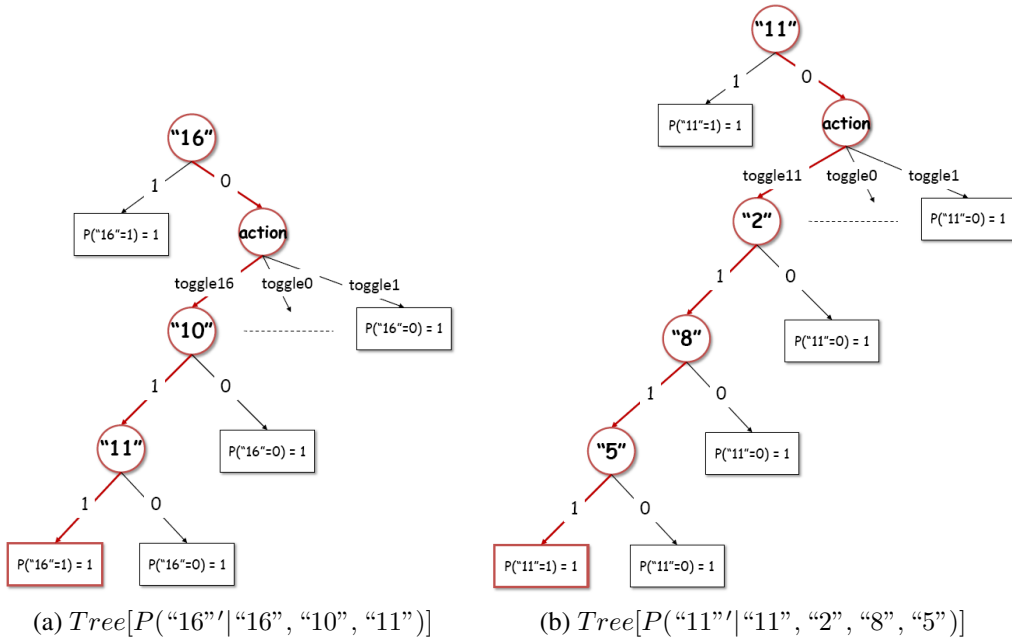 “16”
1
0
P(“16”=1) = 1
action
toggle16
toggle0
toggle1
“10”
P(“16”=0) = 1
1
0
“11”
P(“16”=0) = 1
1
0
P(“16”=1) = 1
P(“16”=0) = 1
(a) Tree[P(“16”′|“16”, “10”, “11”)]
“11”
1
0
P(“11”=1) = 1
action
toggle11
toggle0
toggle1
“2”
P(“11”=0) = 1
1
0
“8”
P(“11”=0) = 1
1
0
“5”
P(“11”=0) = 1
1
0
P(“11”=1) = 1
P(“11”=0) = 1
(b) Tree[P(“11”′|“11”, “2”, “8”, “5”)]